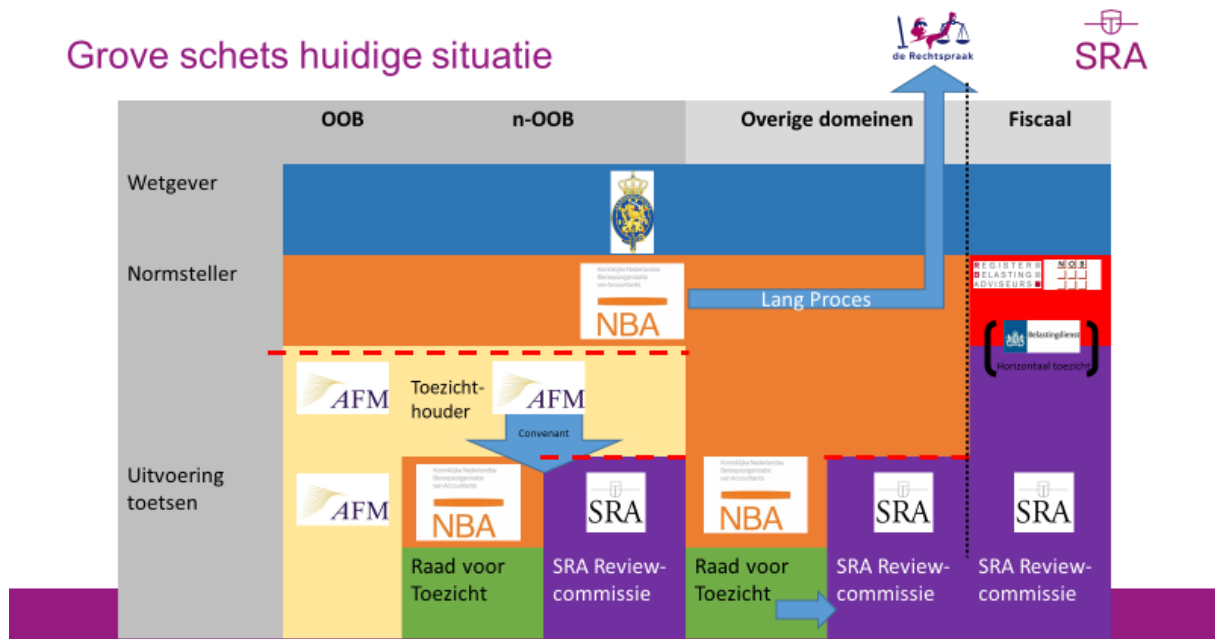 Grove schets huidige situatie
de Rechtspraak
SRA
OOB
n-OOB
Overige domeinen
Fiscaal
Wetgever
Normsteller
Koninklijke Nederlandse
Beroepsorganisatie
van Accountants
NBA
Lang Proces
REGISTER
BELASTING
ADVISEURS
NOB
Belastingdienst
Horizontaal toezicht
AFM
Toezicht-
houder
AFM
Convenant
Uitvoering
toetsen
AFM
Koninklijke Nederlandse
Beroepsorganisatie
van Accountants
NBA
SRA
Koninklijke Nederlandse
Beroepsorganisatie
van Accountants
NBA
SRA
SRA
Raad voor
Toezicht
SRA Review-
commissie
Raad voor
Toezicht
SRA Review-
commissie
SRA Review-
commissie